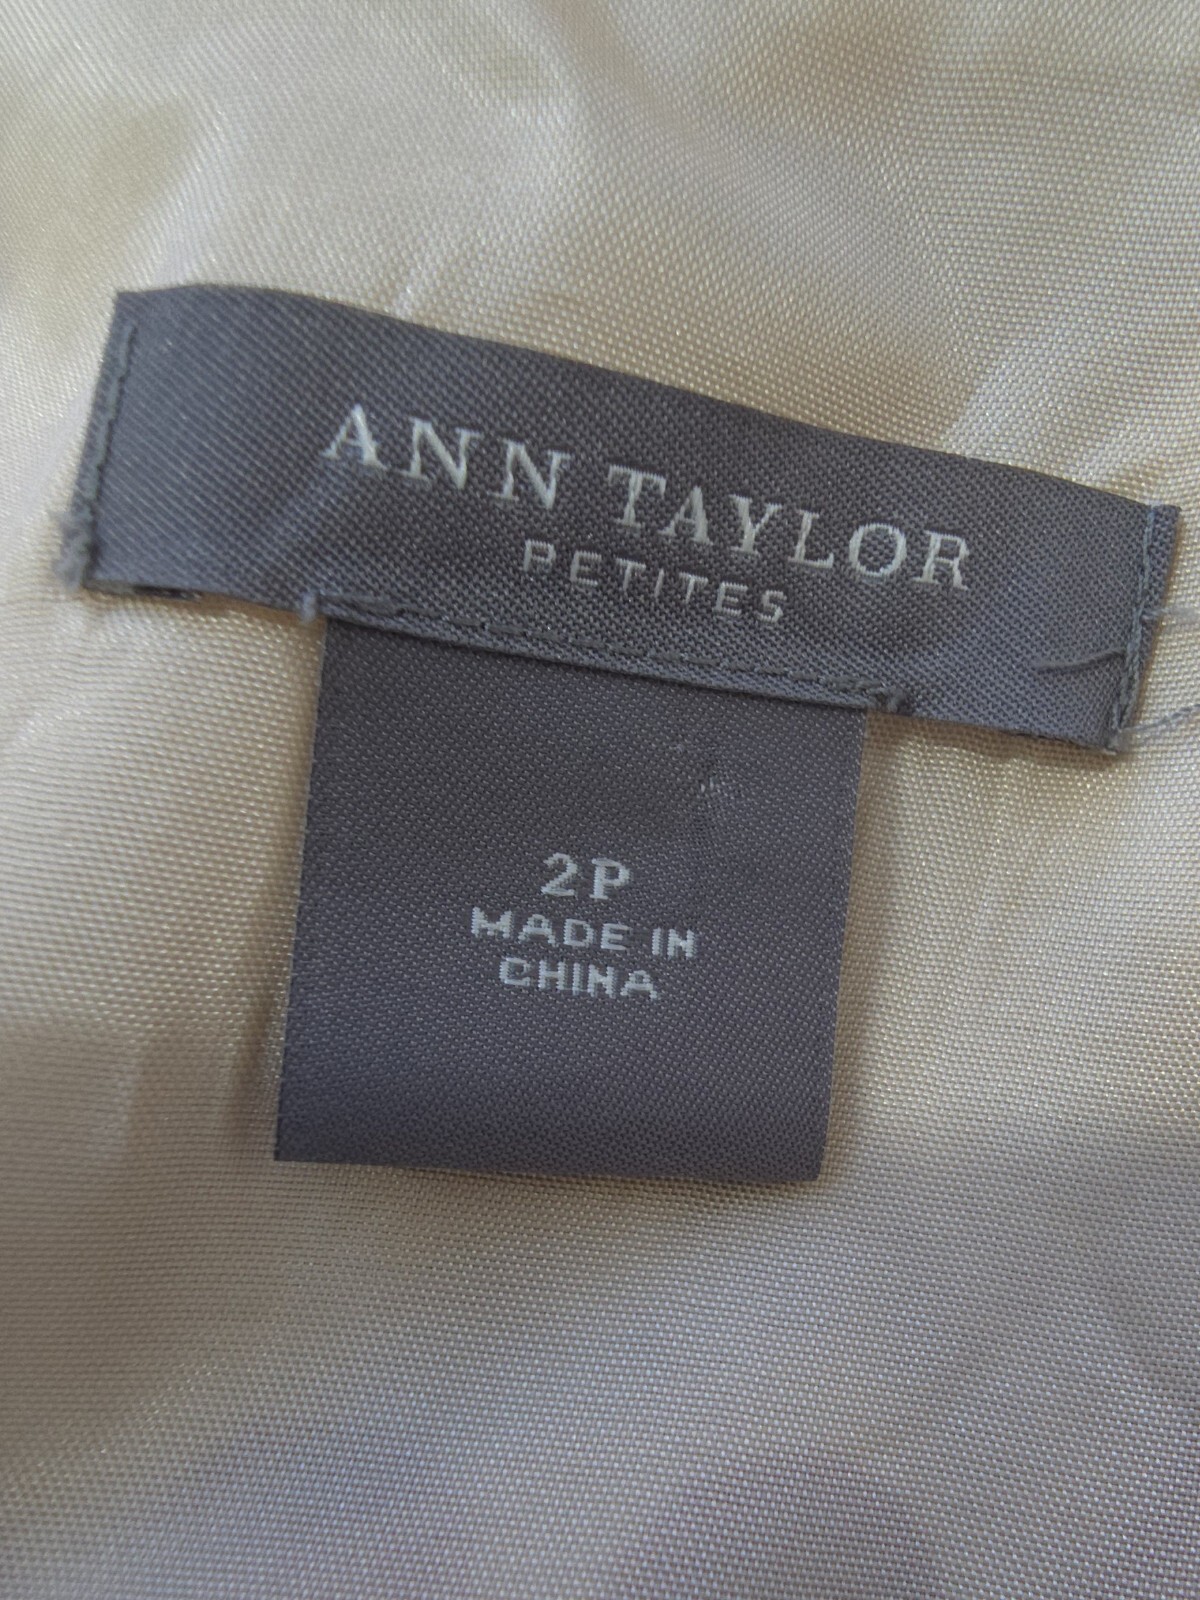 ANN TAYLOR
PETITES
2P
MADE IN
CHINA